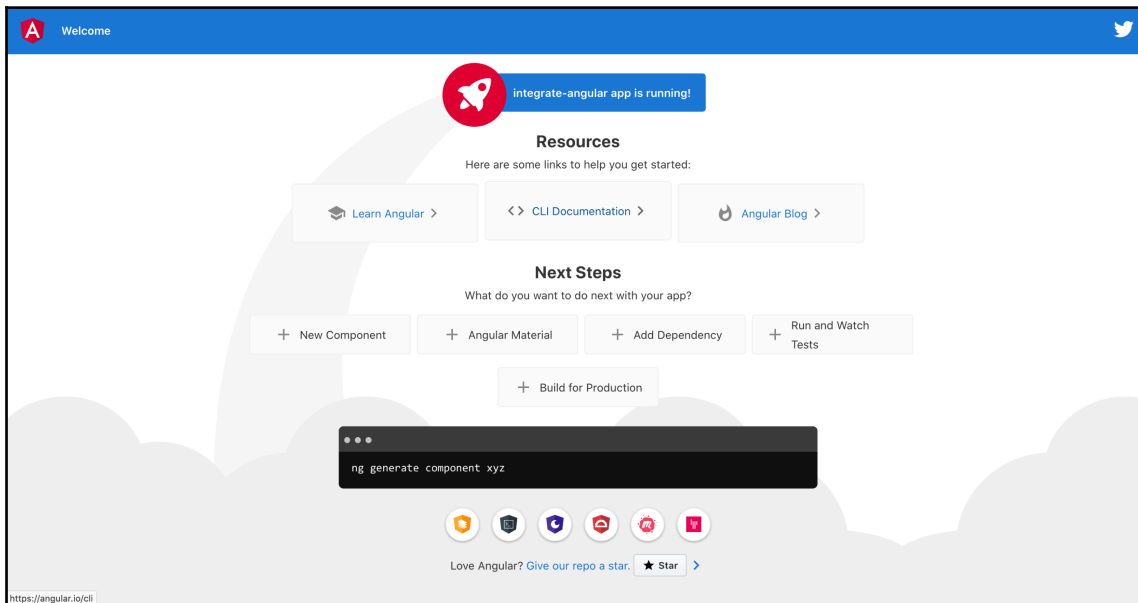 Welcome
integrate-angular app is running!
Resources
Here are some links to help you get started:
Learn Angular
CLI Documentation
Angular Blog
Next Steps
What do you want to do next with your app?
New Component
Angular Material
Add Dependency
Run and Watch
Tests
Build for Production
ng generate component xyz
Love Angular? Give our repo a star. Star
https://angular.io/cli